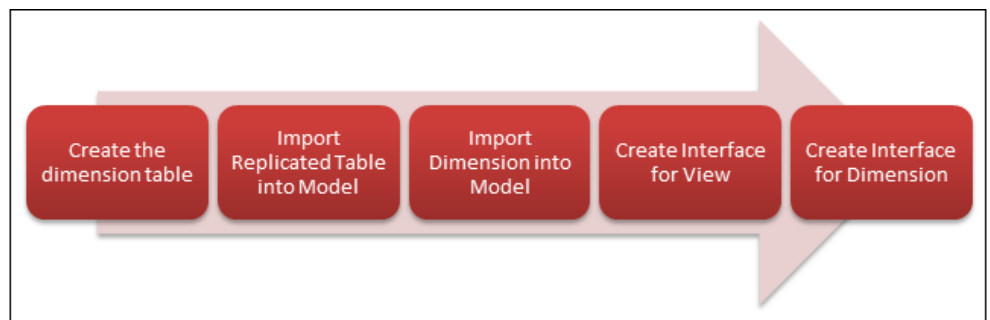 Create the
dimension table
Import
Replicated Table
into Model
Import
Dimension into
Model
Create Interface
for View
Create Interface
for Dimension